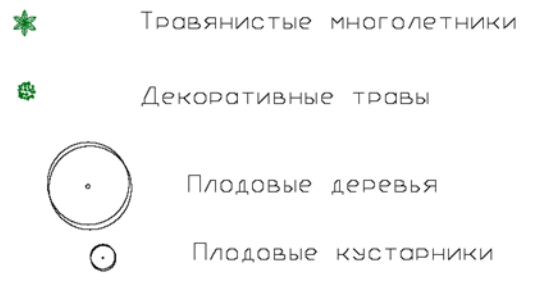 Травянистые многолетники
Декоративные травы
Плодовые деревья
Плодовые кустарники